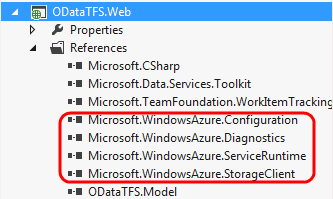 ODataTFS.Web
Properties
References
Microsoft.CSharp
Microsoft.Data.Services.Toolkit
Microsoft.TeamFoundation.WorkItemTracking
Microsoft.WindowsAzure.Configuration
Microsoft.WindowsAzure.Diagnostics
Microsoft.WindowsAzure.ServiceRuntime
Microsoft.WindowsAzure.StorageClient
ODataTFS.Model